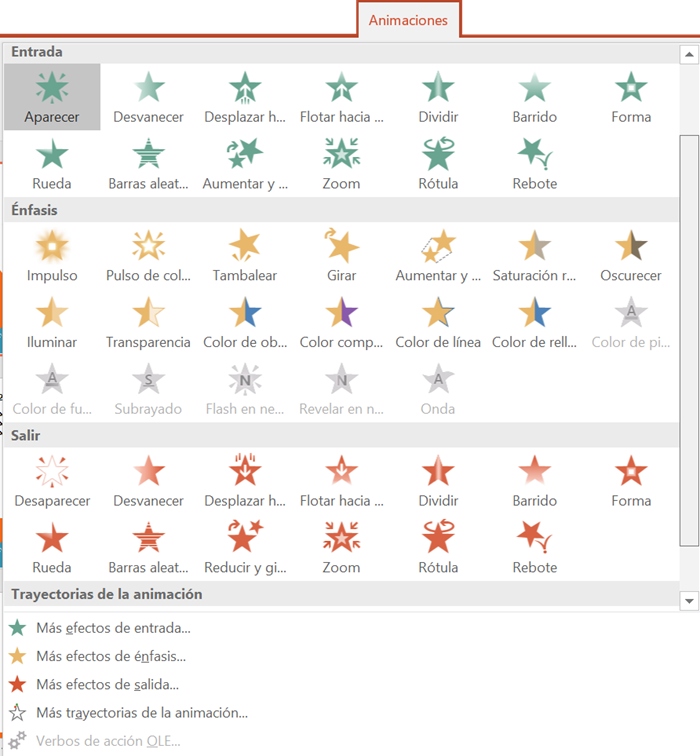 Animaciones
Entrada
Aparecer Desvanecer Desplazar h... Flotar hacia ... Dividir Barrido Forma
Rueda Barras aleat... Aumentar y ... Zoom Rótula Rebote
Énfasis
Impulso Pulso de col... Tambalear Girar Aumentar y ... Saturación r... Oscurecer
Iluminar Transparencia Color de ob... Color comp... Color de línea Color de rell... Color de pi...
Color de fu... Subrayado Flash en ne... Revelar en n... Onda
Salir
Desaparecer Desvanecer Desplazar h... Flotar hacia ... Dividir Barrido Forma
Rueda Barras aleat... Reducir y gi... Zoom Rótula Rebote
Trayectorias de la animación
Más efectos de entrada...
Más efectos de énfasis...
Más efectos de salida...
Más trayectorias de la animación...
Verbos de acción OLE...